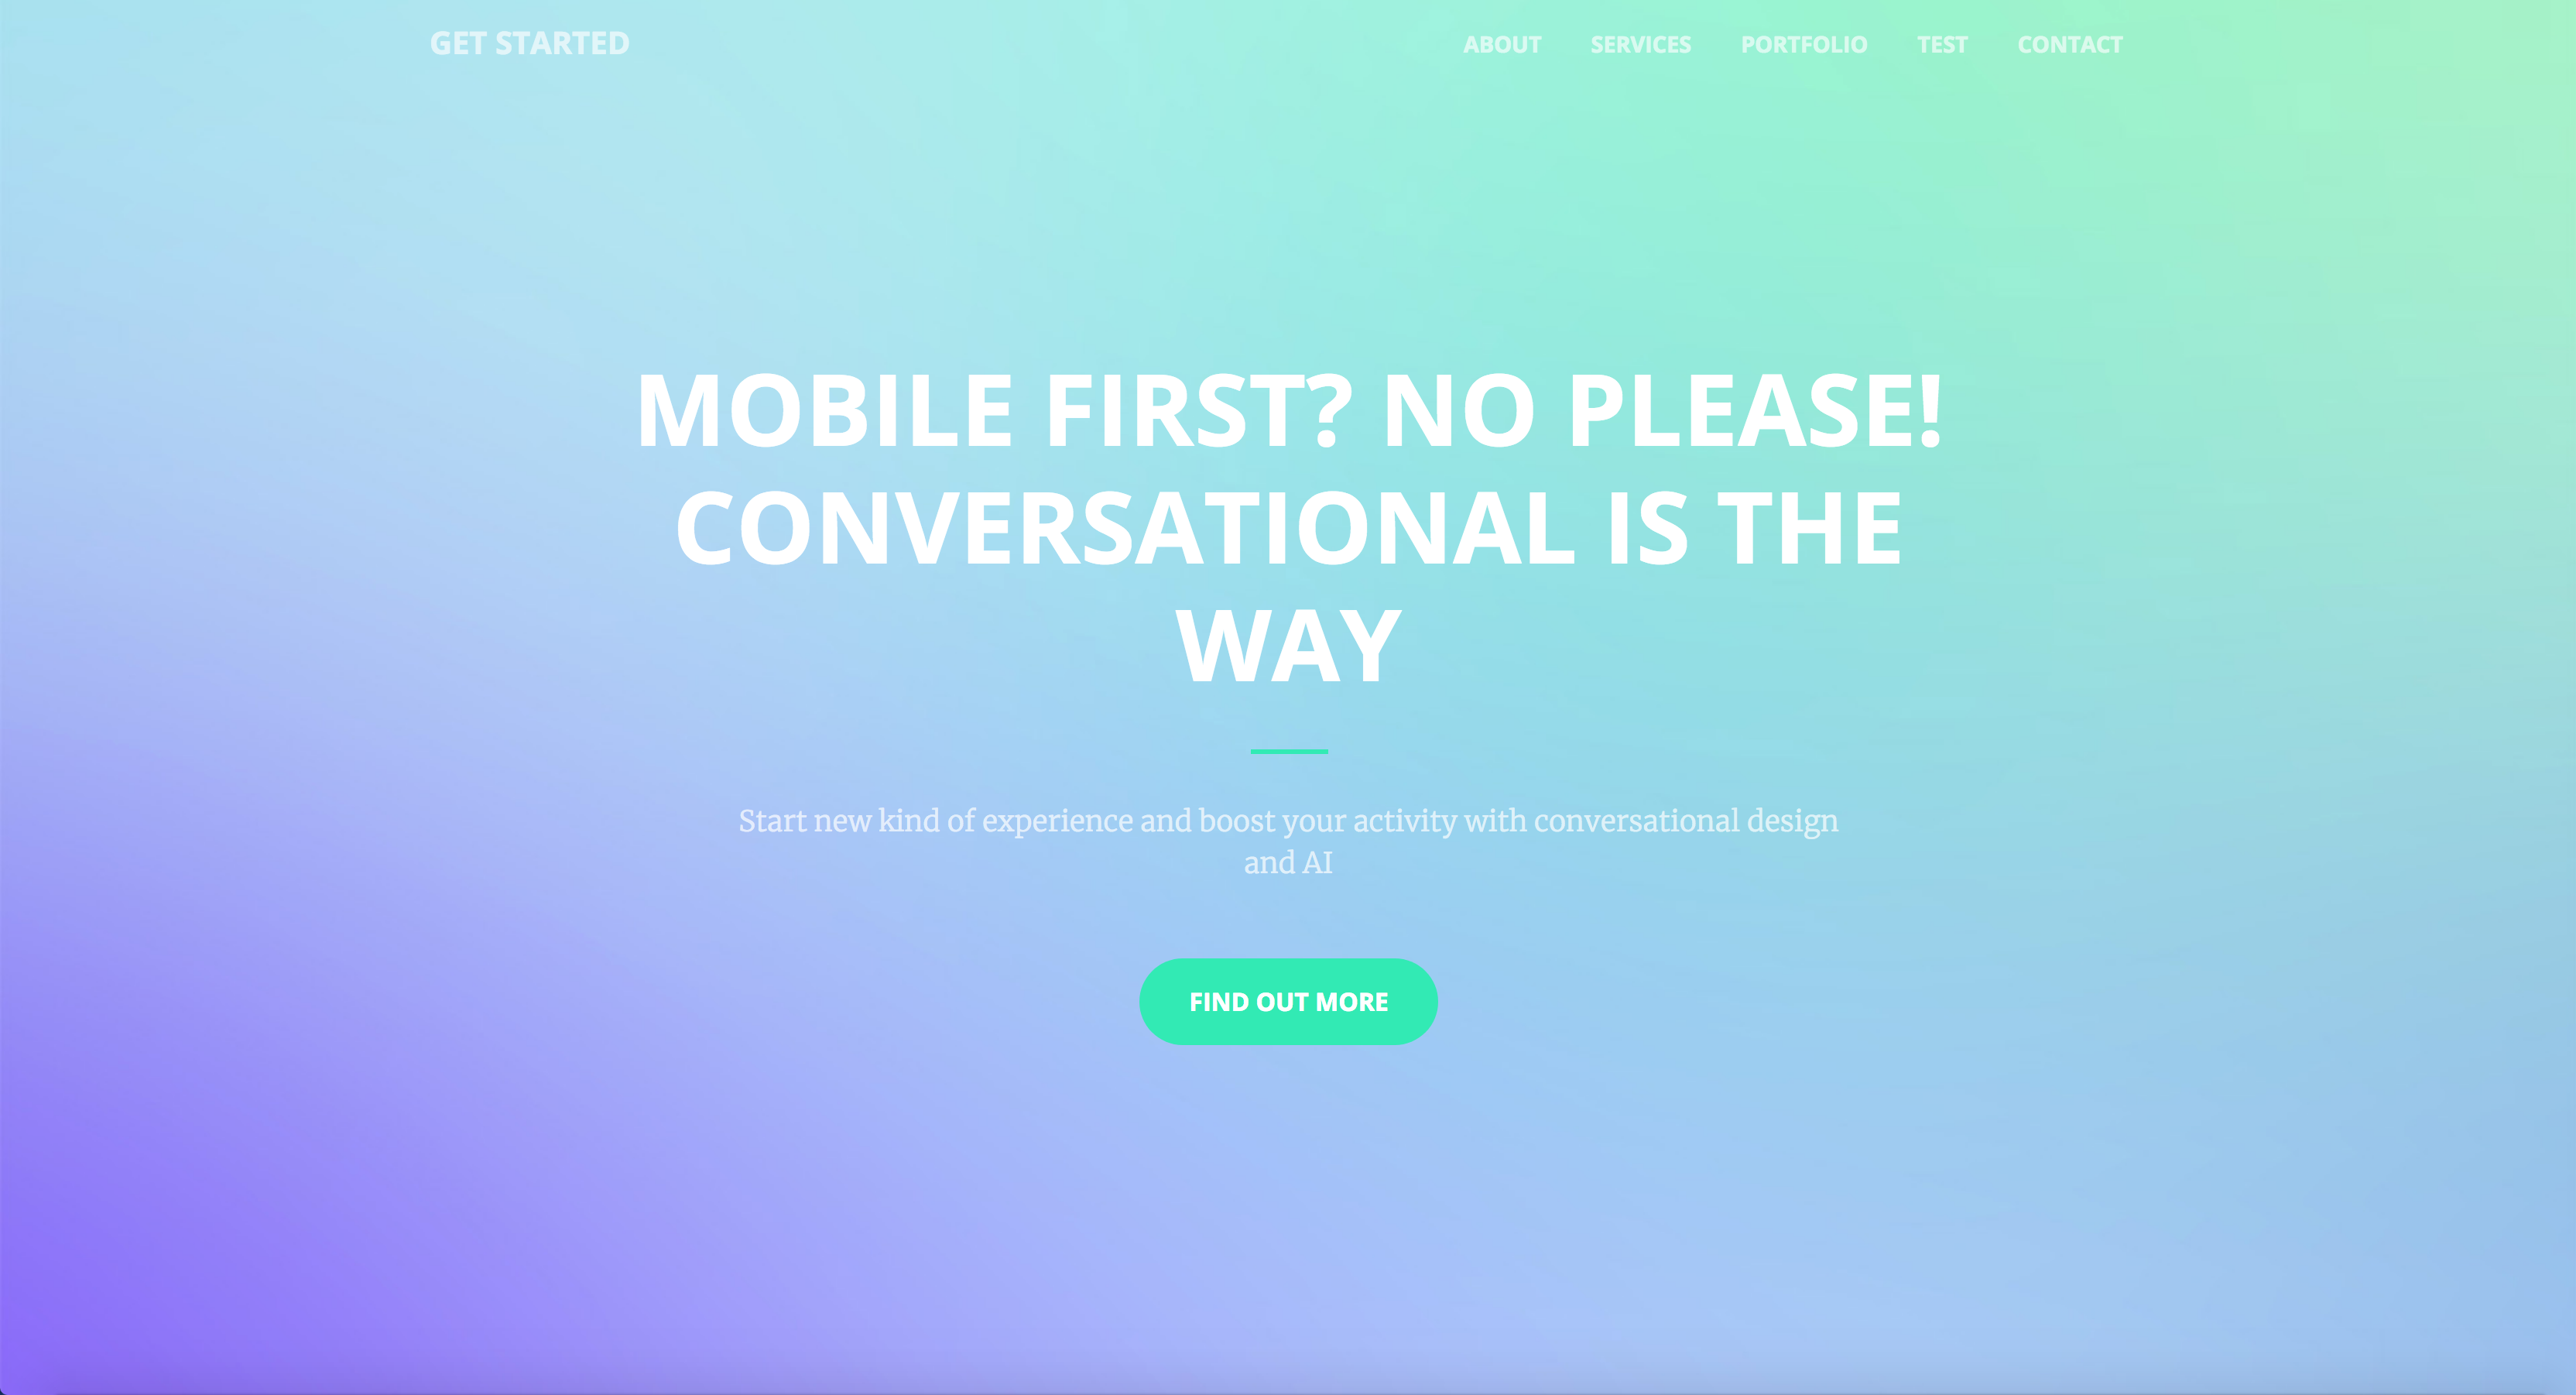 GET STARTED
ABOUT SERVICES PORTFOLIO TEST CONTACT
MOBILE FIRST? NO PLEASE!
CONVERSATIONAL IS THE
WAY
Start new kind of experience and boost your activity with conversational design
and AI
FIND OUT MORE